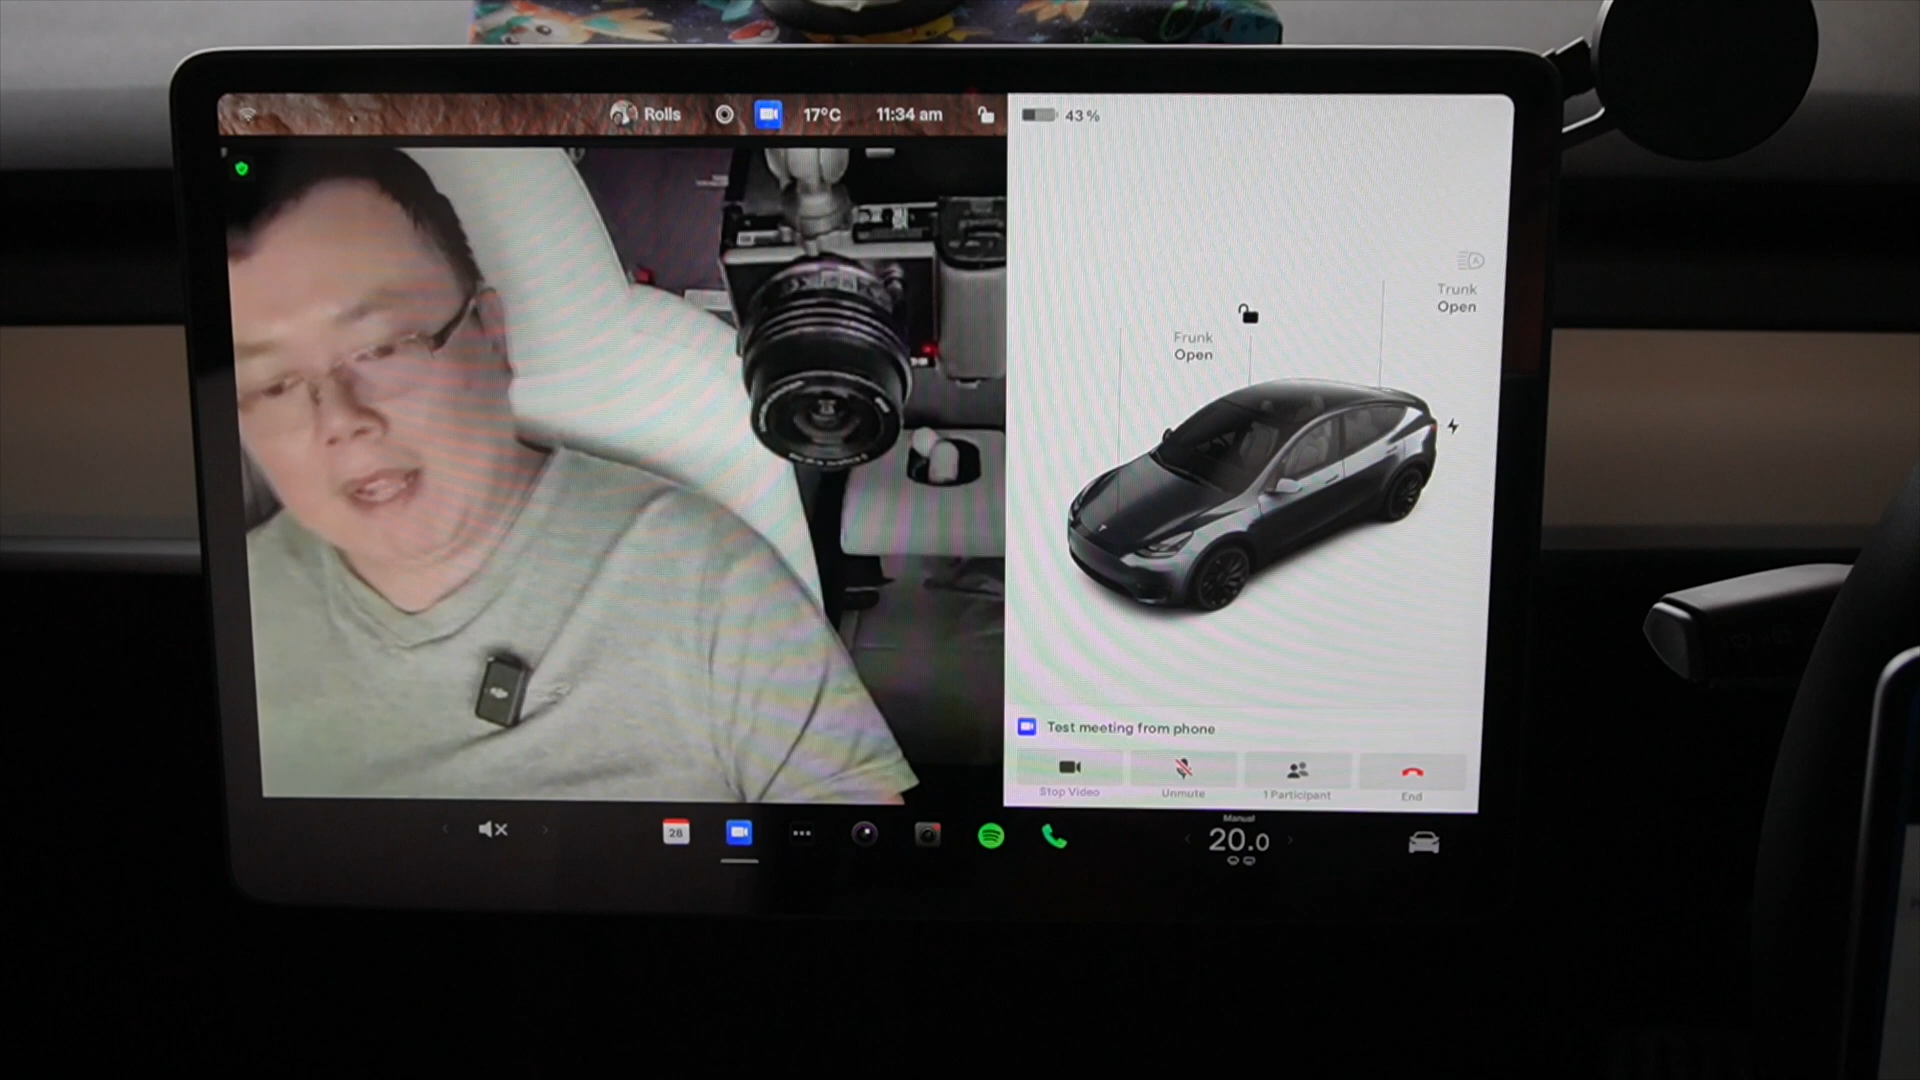 Rolls
17°C
11:34 am
43 %
Trunk
Open
Frunk
Open
Test meeting from phone
Stop Video
Unmute
1 Participant
End
28
Manual
20.0